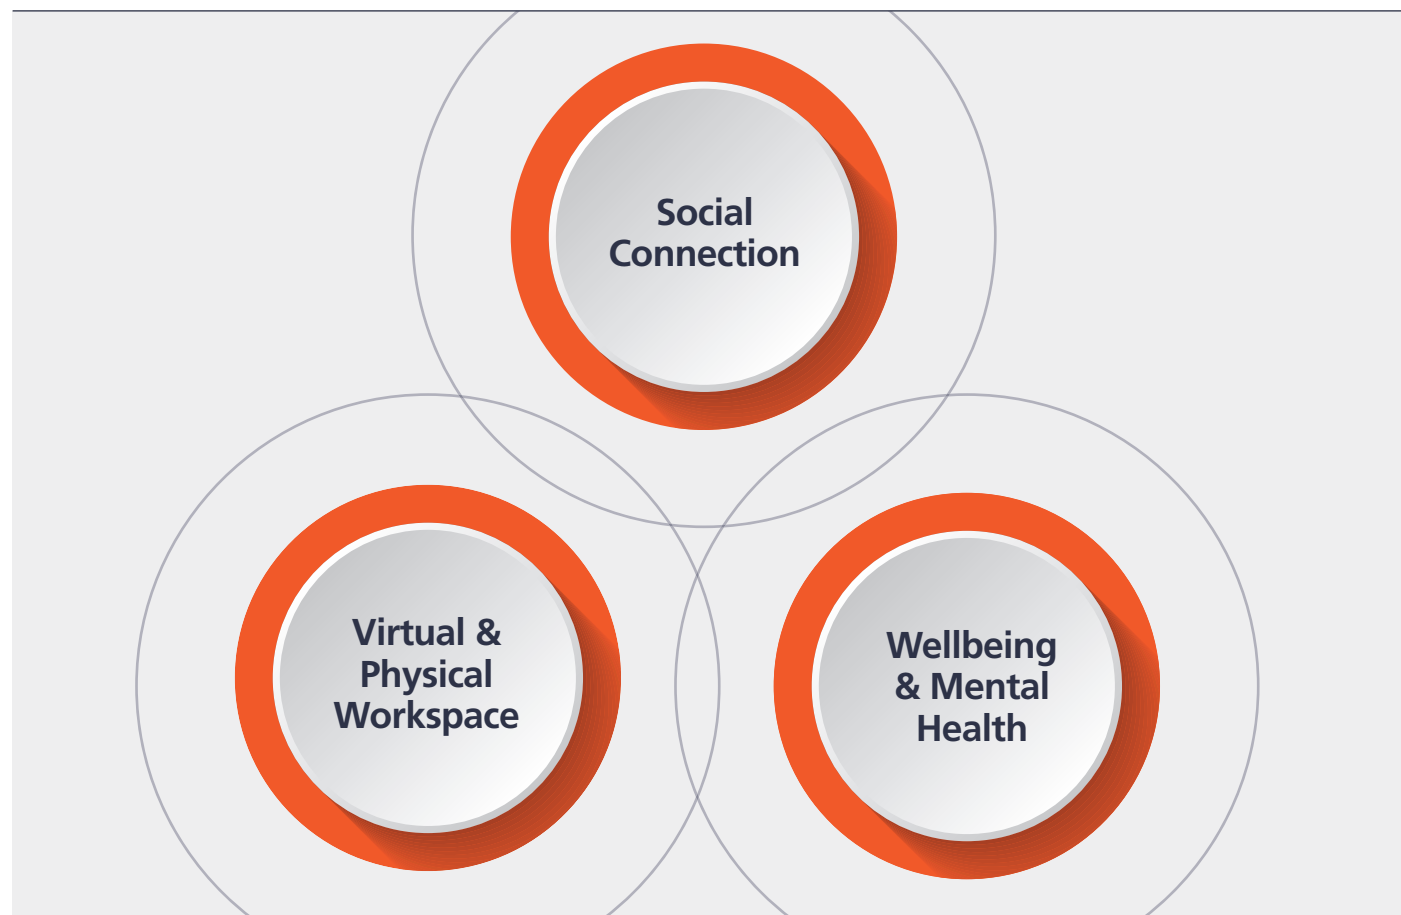 Social
Connection
Virtual &
Physical
Workspace
Wellbeing
& Mental
Health